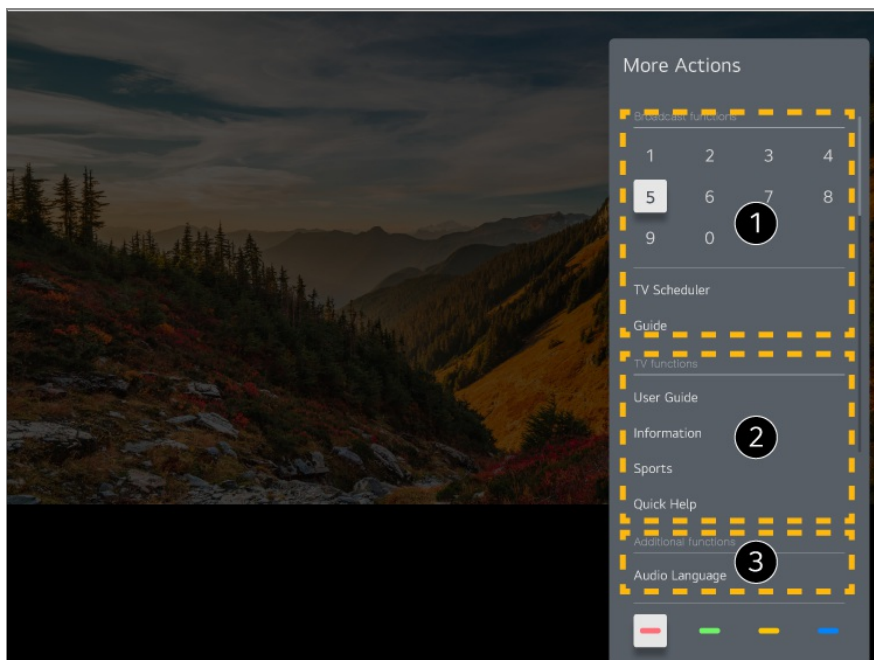 More Actions
Broadcast functions
1 2 3 4
5 6 7 8
1
9 0
TV Scheduler
Guide
TV functions
User Guide
Information
2
Sports
Quick Help
Additional functions
3
Audio Language